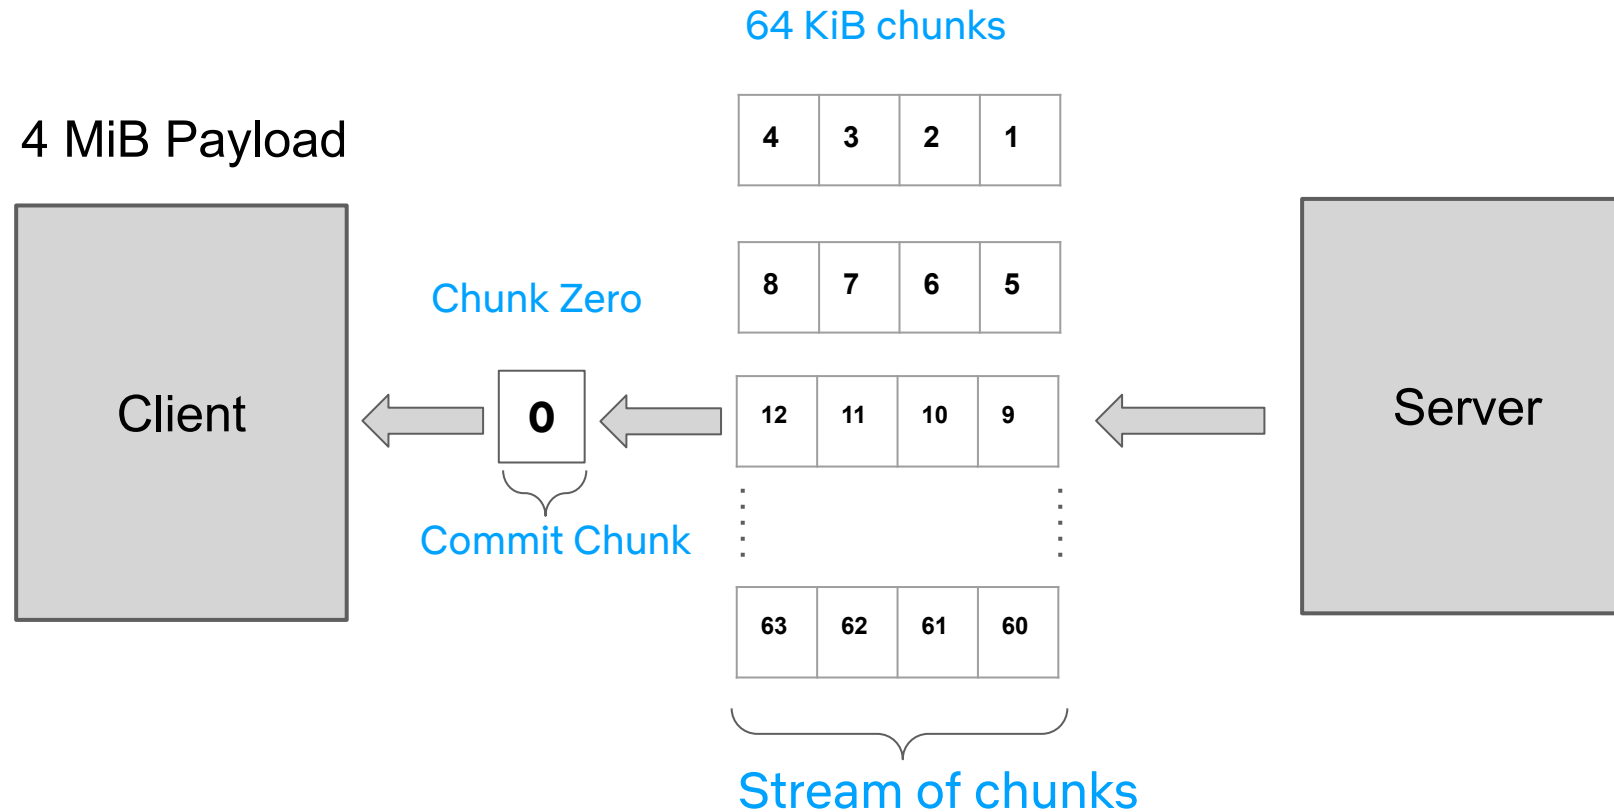 64 KiB chunks
4 MiB Payload
4 3 2 1
8 7 6 5
Chunk Zero
Client
0
12 11 10 9
Server
Commit Chunk
63 62 61 60
Stream of chunks